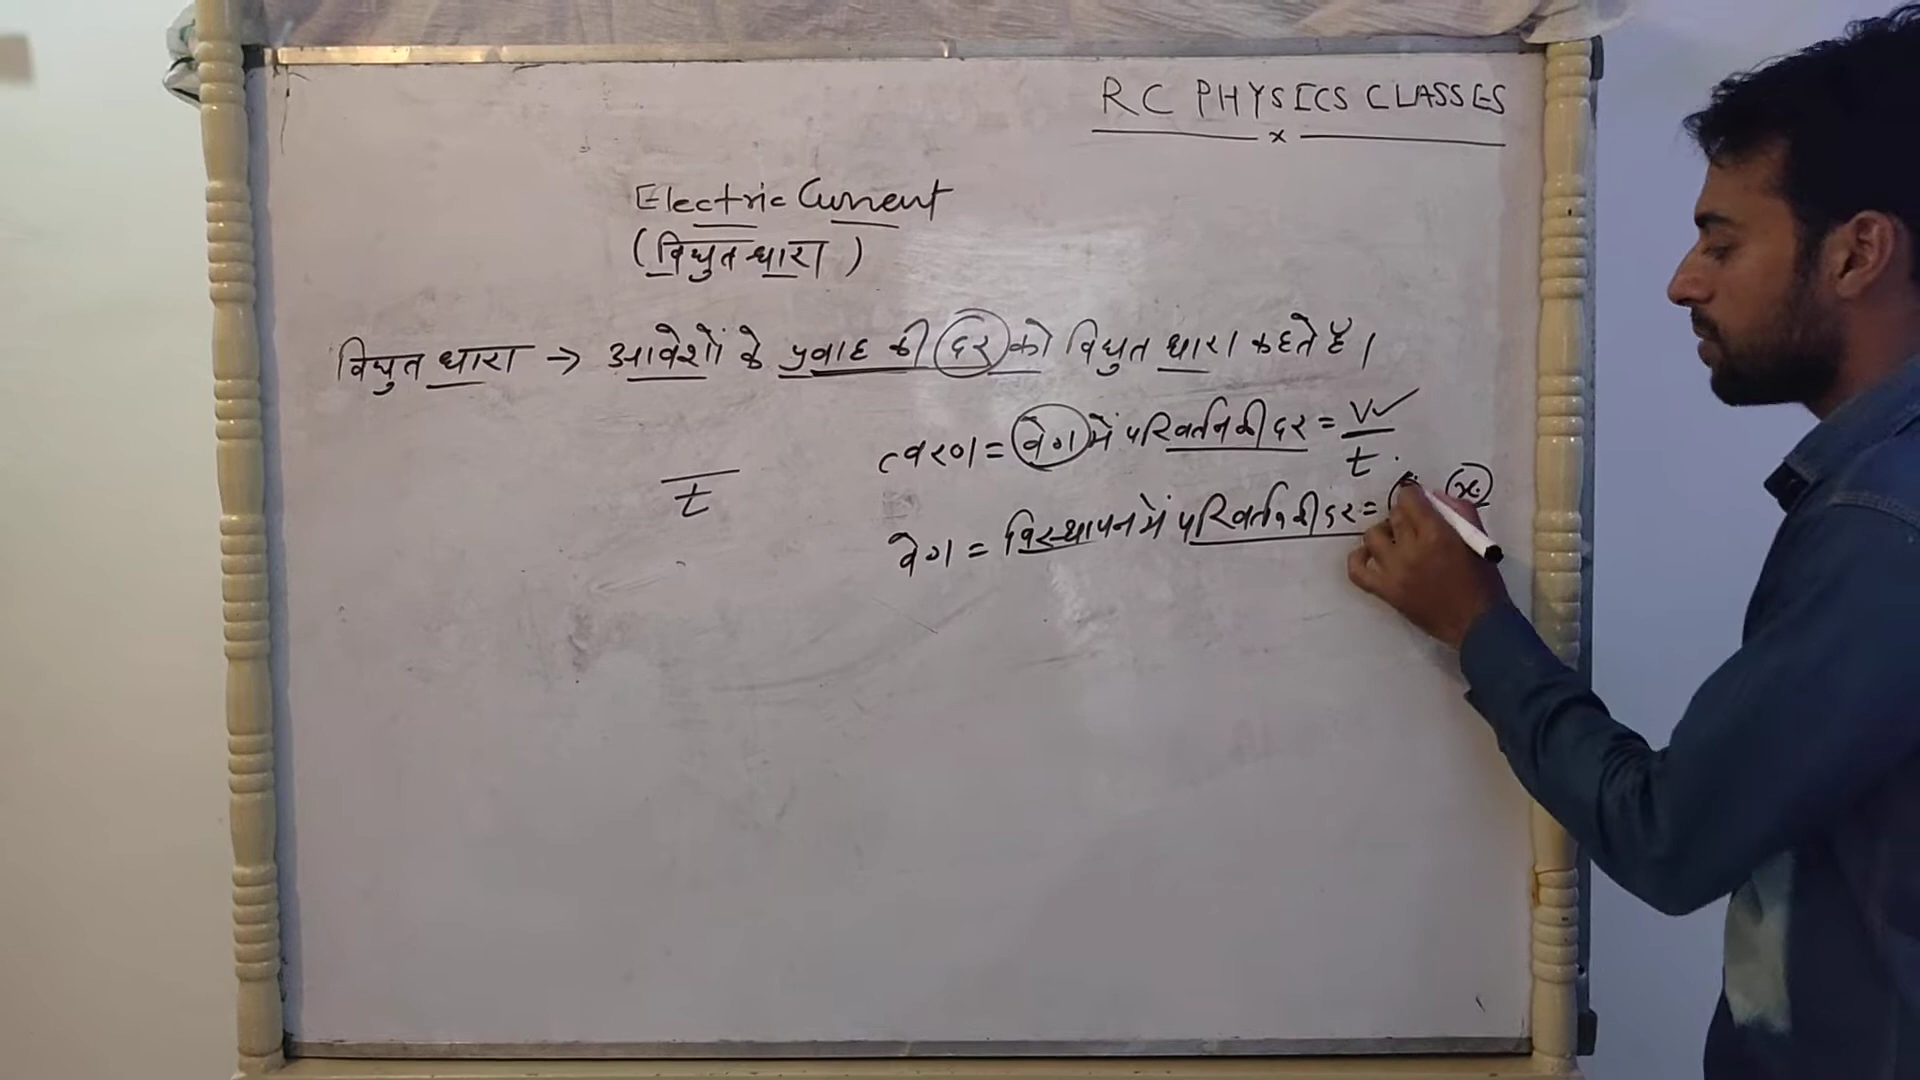 RC PHYSICS CLASSES
x
Electric Current
(विधुत धारा)
विधुत धारा → आवेशों के प्रवाह की दर को विधुत धारा कहते हैं।
त्वरण = वेग में परिवर्तन की दर = V✓/t
t
वेग = विस्थापन में परिवर्तन की दर = x